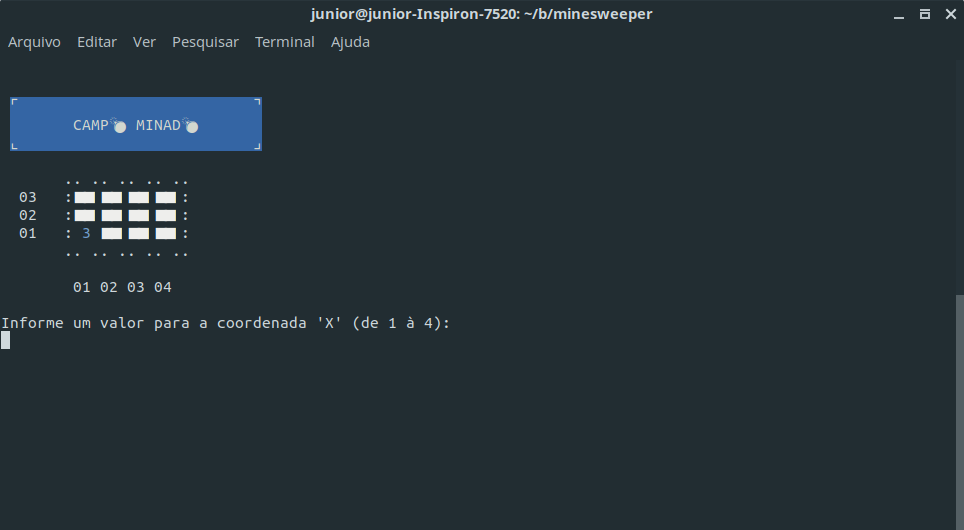 junior@junior-Inspiron-7520: ~/b/minesweeper
Arquivo Editar Ver Pesquisar Terminal Ajuda
CAMP💣 MINAD💣
.. .. .. .. ..
03 :██ ██ ██ ██ :
02 :██ ██ ██ ██ :
01 : 3 ██ ██ ██ :
.. .. .. .. ..
01 02 03 04
Informe um valor para a coordenada 'X' (de 1 à 4):